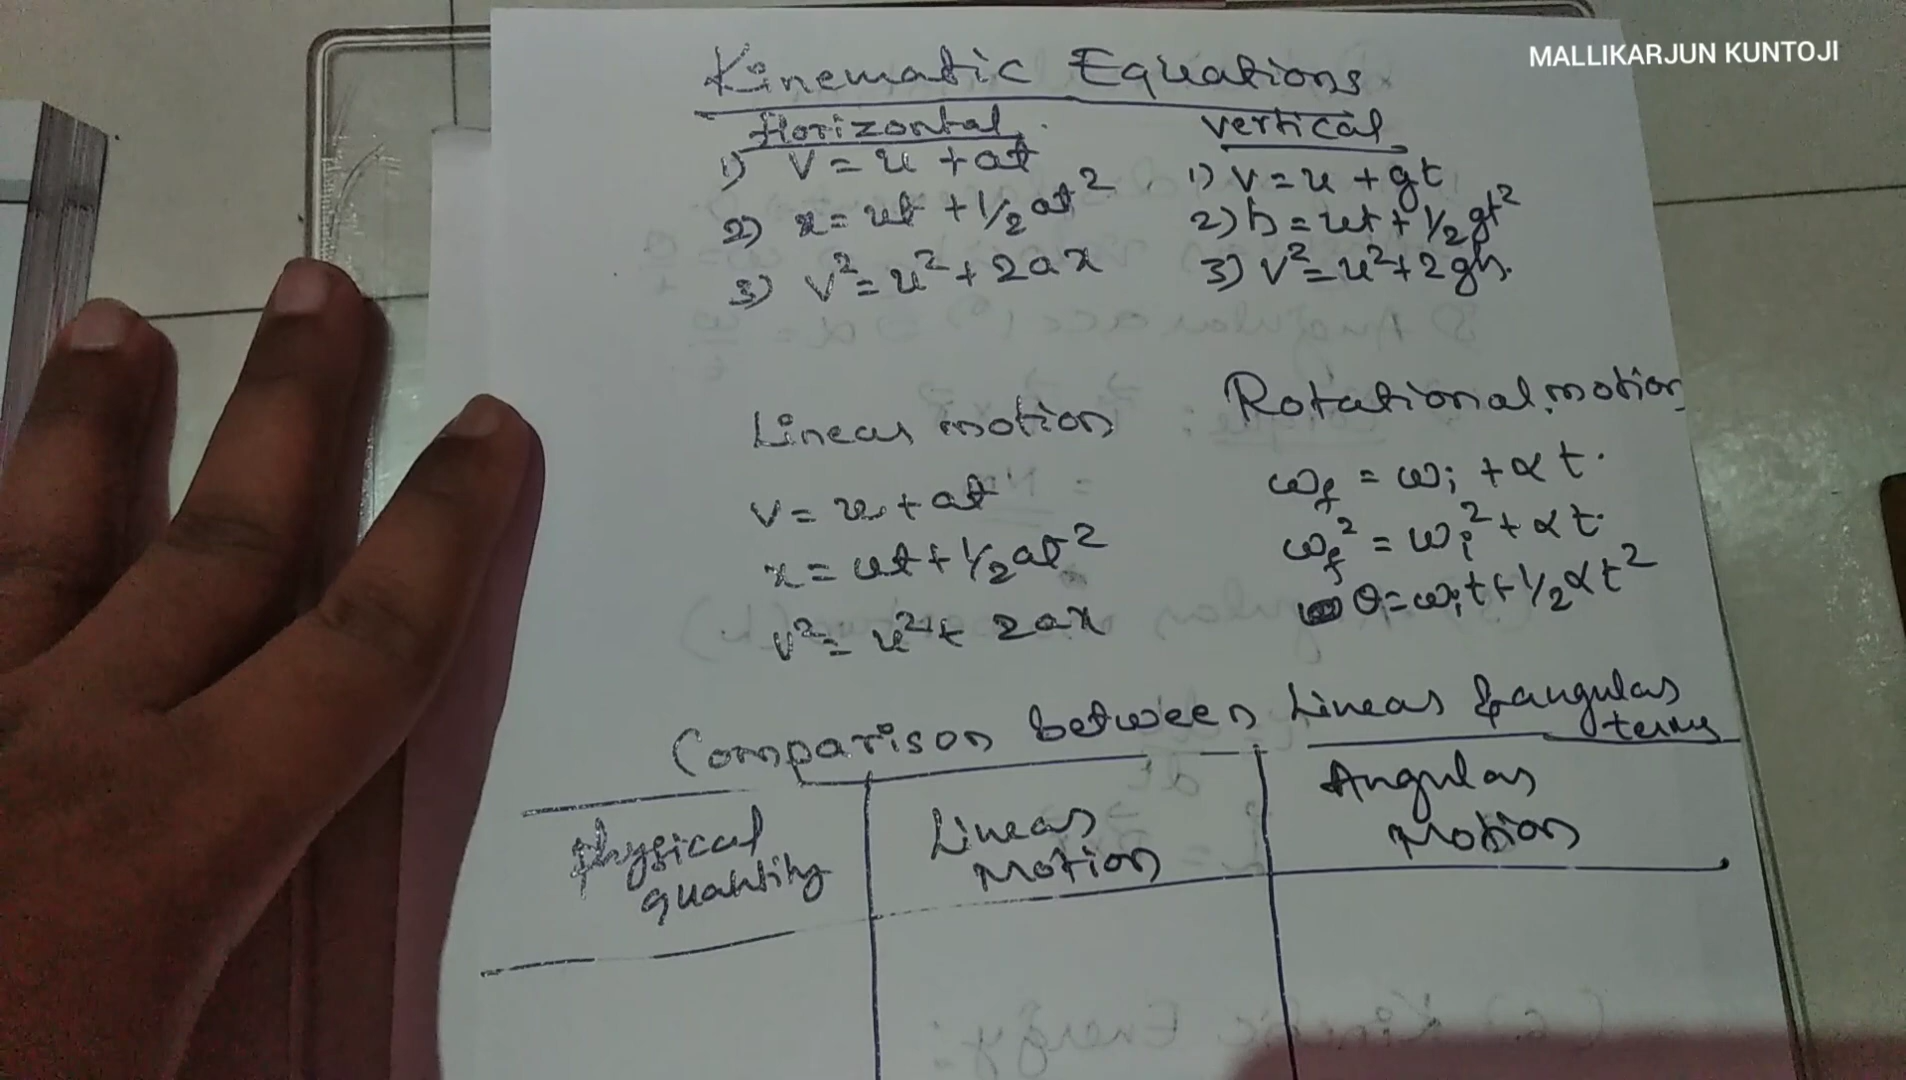 MALLIKARJUN KUNTOJI
Kinematic Equations
Horizontal
1) v = u + at
2) x = ut + 1/2 at²
3) v² = u² + 2ax
vertical
1) v = u + gt
2) h = ut + 1/2 gt²
3) v² = u² + 2gh.
Linear motion
v = u + at
x = ut + 1/2 at²
v² = u² + 2ax
Rotational motion
ωf = ωi + αt.
ωf² = ωi² + αt.
θ = ωit + 1/2 αt²
Comparison between Linear & angular
terms
Physical
quantity
Linear
Motion
Angular
Motion